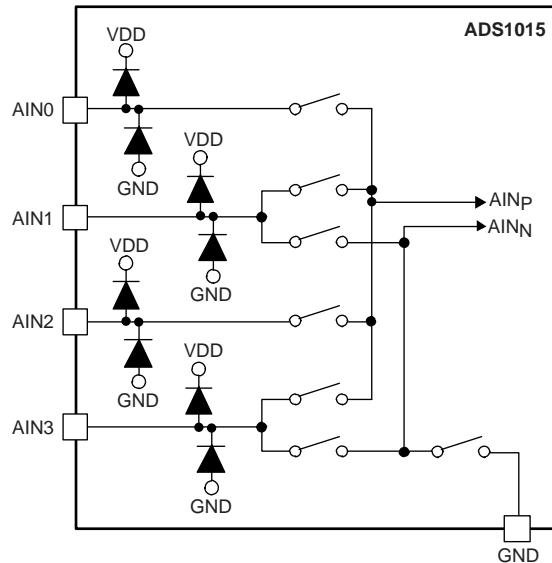 ADS1015
VDD
AIN0
GND
VDD
AIN1
GND
AINP
AINN
VDD
AIN2
GND
VDD
AIN3
GND
GND